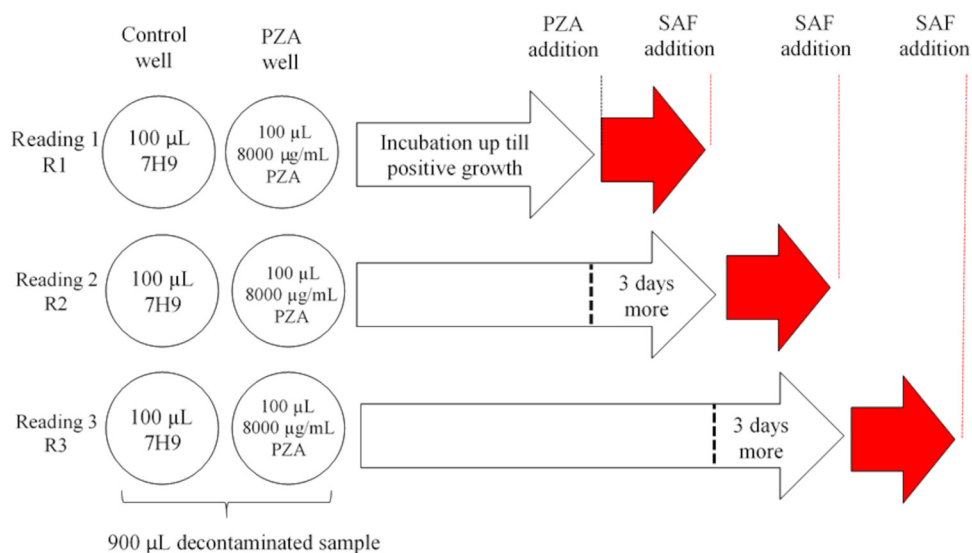 Control
well
PZA
well
PZA
addition
SAF
addition
SAF
addition
SAF
addition
Reading 1
R1
100 µL
7H9
100 µL
8000 µg/mL
PZA
Incubation up till
positive growth
Reading 2
R2
100 µL
7H9
100 µL
8000 µg/mL
PZA
3 days
more
Reading 3
R3
100 µL
7H9
100 µL
8000 µg/mL
PZA
3 days
more
900 µL decontaminated sample